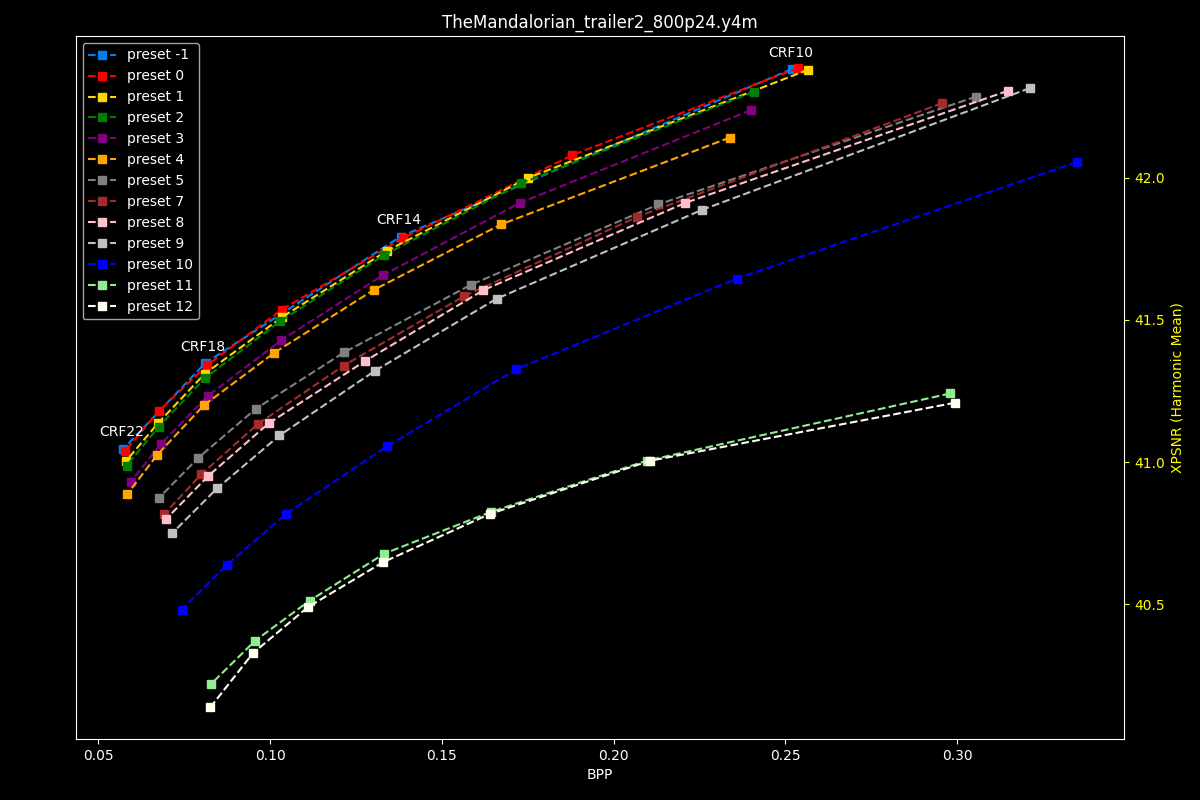 TheMandalorian_trailer2_800p24.y4m
preset -1
preset 0
preset 1
preset 2
preset 3
preset 4
preset 5
preset 7
preset 8
preset 9
preset 10
preset 11
preset 12
CRF10
CRF14
CRF18
CRF22
42.0
41.5
41.0
40.5
XPSNR (Harmonic Mean)
0.05 0.10 0.15 0.20 0.25 0.30
BPP